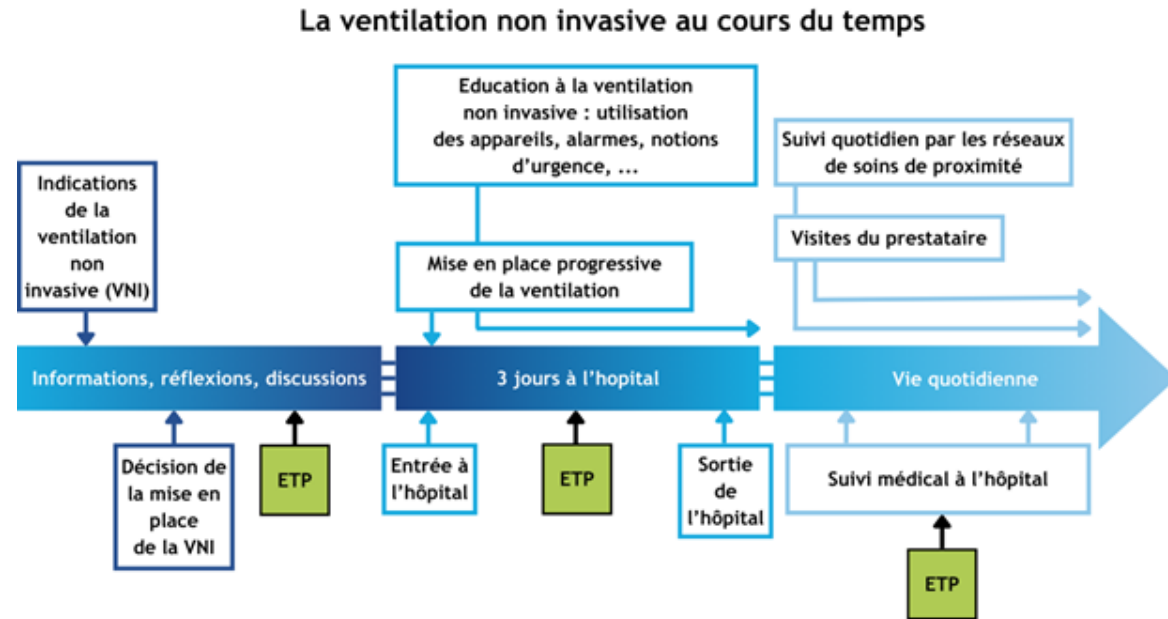 La ventilation non invasive au cours du temps
Education à la ventilation
non invasive : utilisation
des appareils, alarmes, notions
d'urgence, ...
Suivi quotidien par les réseaux
de soins de proximité
Indications
de la
ventilation
non
invasive (VNI)
Visites du prestataire
Mise en place progressive
de la ventilation
Informations, réflexions, discussions
3 jours à l'hopital
Vie quotidienne
Décision de
la mise en
place
de la VNI
ETP
Entrée à
l'hôpital
ETP
Sortie
de
l'hôpital
Suivi médical à l'hôpital
ETP